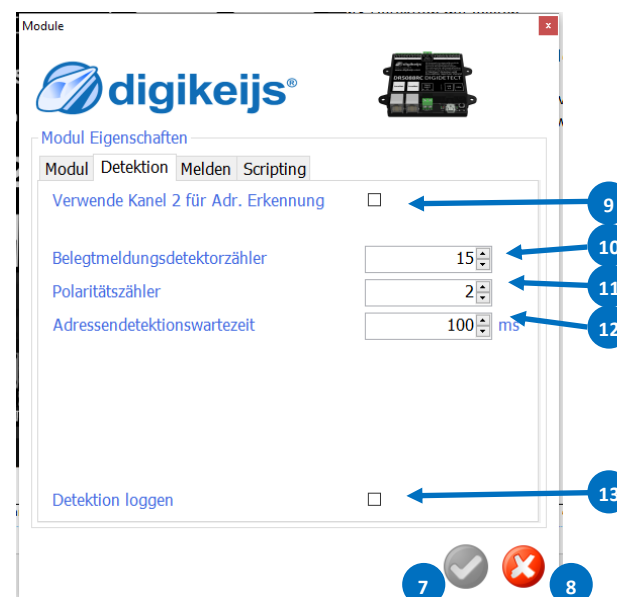 Module
x
digikeijs®
DR5088RC DIGIDETECT
Modul Eigenschaften
Modul Detektion Melden Scripting
Verwende Kanel 2 für Adr. Erkennung
9
Belegtmeldungsdetektorzähler 15
10
Polaritätszähler 2
11
Adressendetektionswartezeit 100 ms
12
Detektion loggen
13
7
8